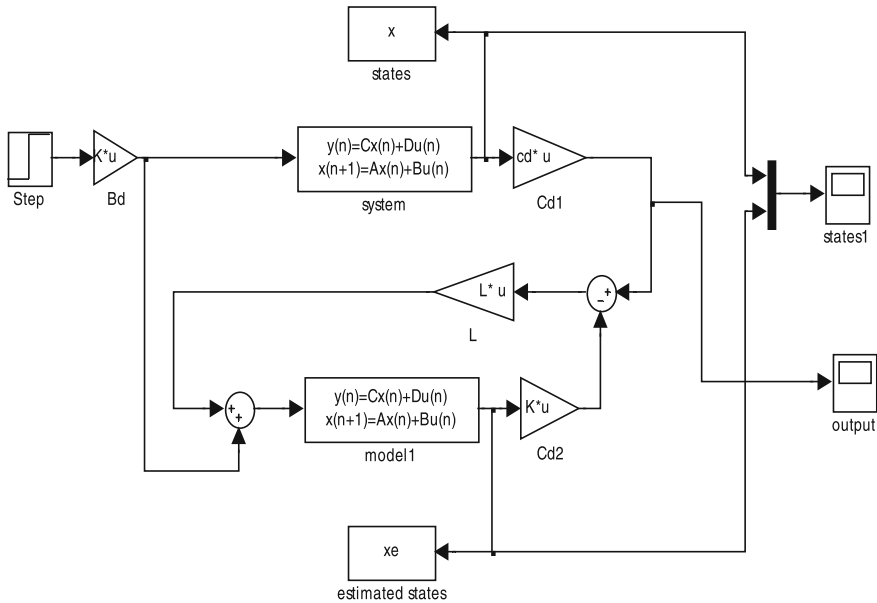 x
states
K*u
Step
Bd
y(n)=Cx(n)+Du(n)
x(n+1)=Ax(n)+Bu(n)
system
cd* u
Cd1
states1
L* u
L
+
−
+
+
y(n)=Cx(n)+Du(n)
x(n+1)=Ax(n)+Bu(n)
model1
K*u
Cd2
output
xe
estimated states